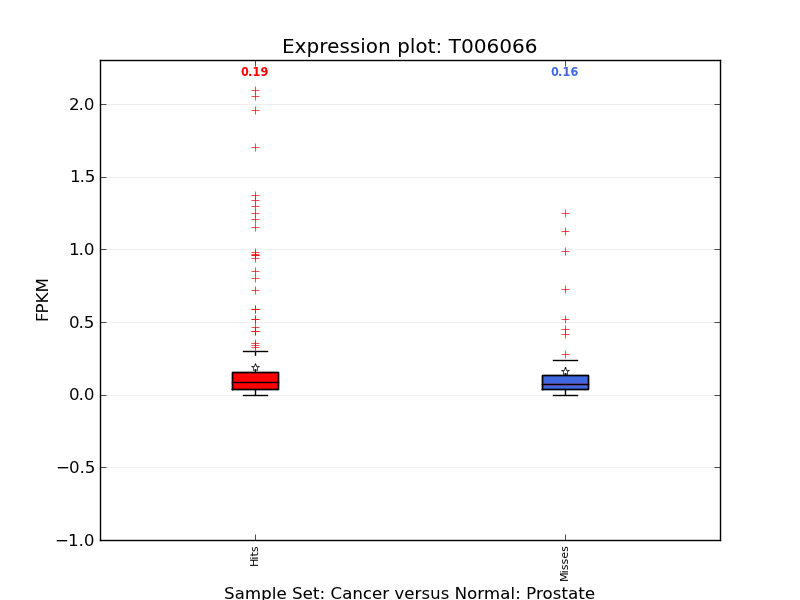 Expression plot: T006066
0.19
0.16
2.0
1.5
1.0
0.5
0.0
−0.5
−1.0
FPKM
Hits
Misses
Sample Set: Cancer versus Normal: Prostate